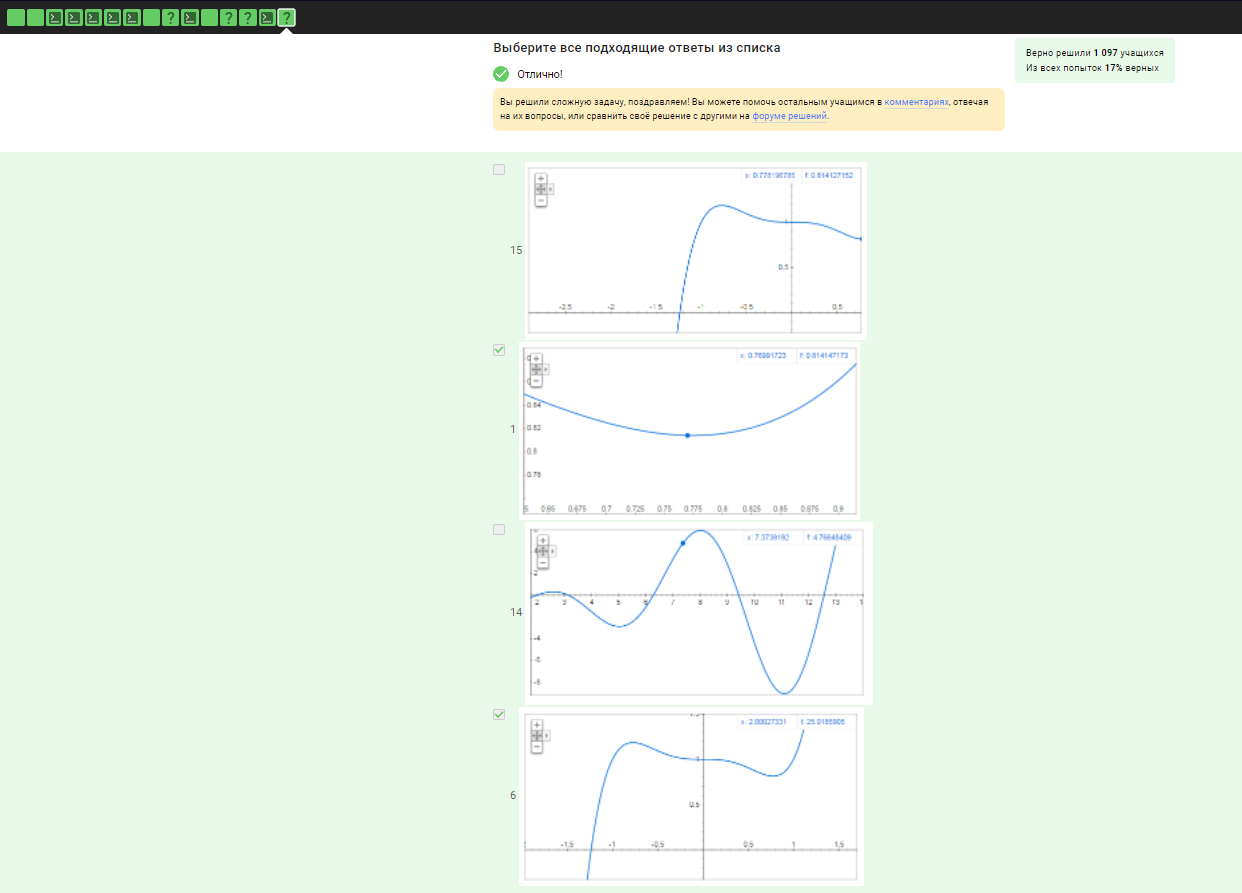 Выберите все подходящие ответы из списка
Верно решили 1 097 учащихся
Из всех попыток 17% верных
Отлично!
Вы решили сложную задачу, поздравляем! Вы можете помочь остальным учащимся в комментариях, отвечая
на их вопросы, или сравнить своё решение с другими на форуме решений.
x: 0.778196785 f: 0.814127152
1
15
0.5
-2.5 -2 -1.5 -1 -0.5 0.5
x: 0.76991723 f: 0.814147173
0.84
1
0.82
0.8
0.78
0.65 0.675 0.7 0.725 0.75 0.775 0.8 0.825 0.85 0.875 0.9
x: 7.3739192 f: 4.76648409
2
2 3 4 5 6 7 8 9 10 11 12 13
14
-4
-6
-8
x: 2.00027331 f: 25.0185905
1
6
0.5
-1.5 -1 -0.5 0.5 1 1.5